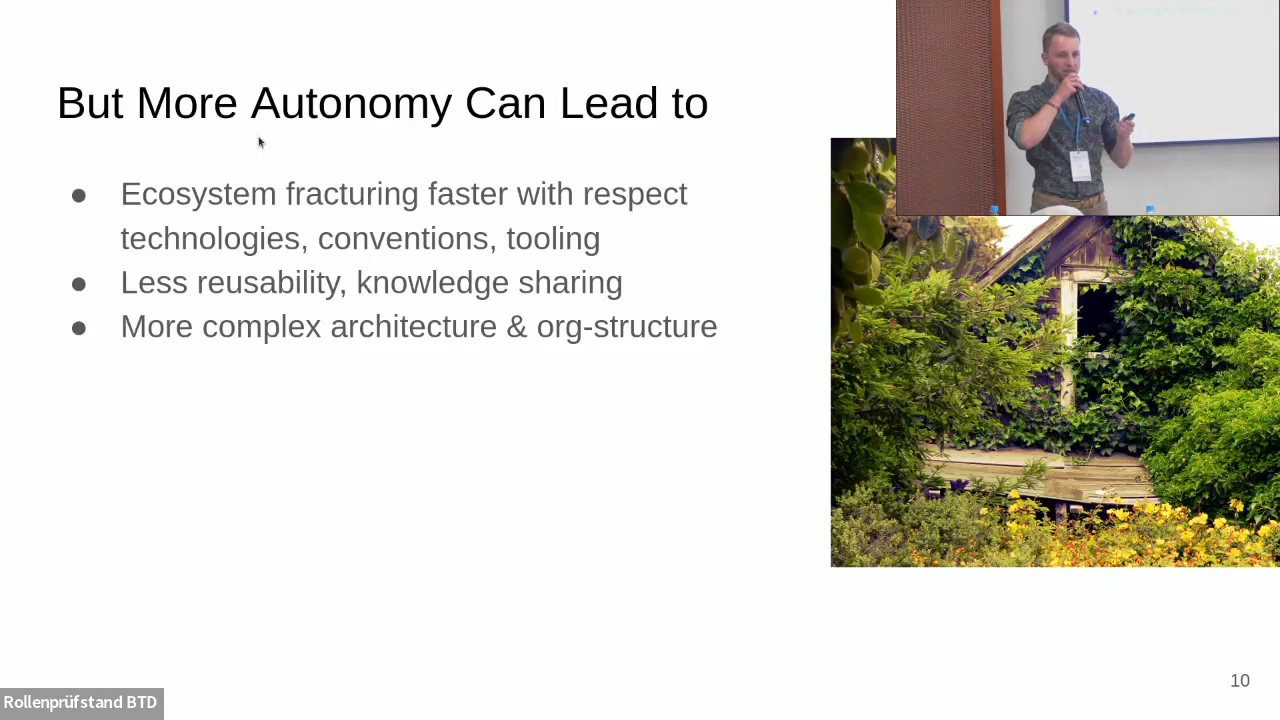 But More Autonomy Can Lead to
● Ecosystem fracturing faster with respect
technologies, conventions, tooling
● Less reusability, knowledge sharing
● More complex architecture & org-structure
10
Rollenprüfstand BTD